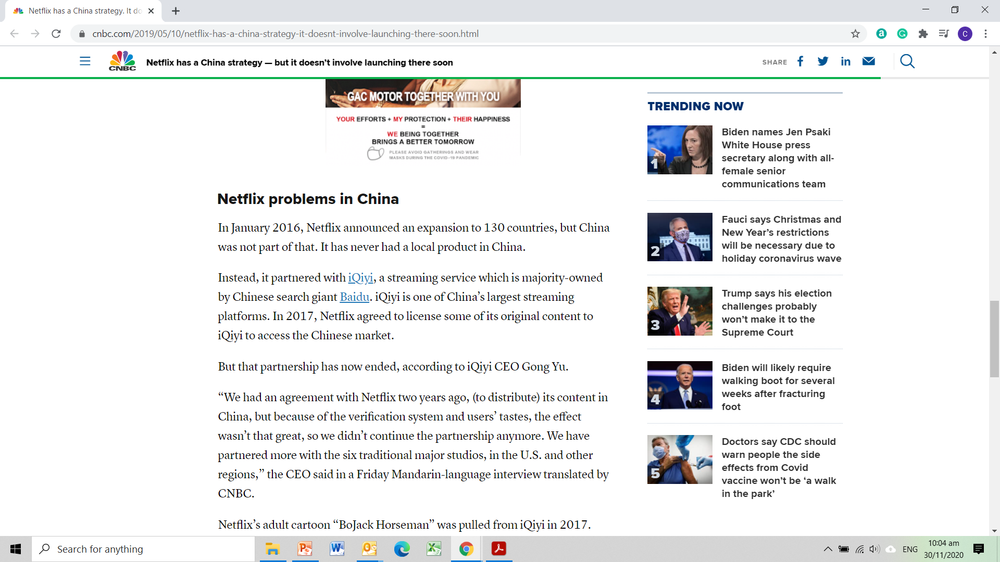 Netflix has a China strategy. It do
cnbc.com/2019/05/10/netflix-has-a-china-strategy-it-doesnt-involve-launching-there-soon.html
C
CNBC
Netflix has a China strategy — but it doesn’t involve launching there soon
SHARE
GAC MOTOR TOGETHER WITH YOU
YOUR EFFORTS + MY PROTECTION + THEIR HAPPINESS
=
WE BEING TOGETHER
BRINGS A BETTER TOMORROW
PLEASE AVOID GATHERINGS AND WEAR
MASKS DURING THE COVID-19 PANDEMIC
Netflix problems in China
In January 2016, Netflix announced an expansion to 130 countries, but China
was not part of that. It has never had a local product in China.
Instead, it partnered with iQiyi, a streaming service which is majority-owned
by Chinese search giant Baidu. iQiyi is one of China’s largest streaming
platforms. In 2017, Netflix agreed to license some of its original content to
iQiyi to access the Chinese market.
But that partnership has now ended, according to iQiyi CEO Gong Yu.
“We had an agreement with Netflix two years ago, (to distribute) its content in
China, but because of the verification system and users’ tastes, the effect
wasn’t that great, so we didn’t continue the partnership anymore. We have
partnered more with the six traditional major studios, in the U.S. and other
regions,” the CEO said in a Friday Mandarin-language interview translated by
CNBC.
Netflix’s adult cartoon “BoJack Horseman” was pulled from iQiyi in 2017.
TRENDING NOW
1
Biden names Jen Psaki
White House press
secretary along with all-
female senior
communications team
2
Fauci says Christmas and
New Year’s restrictions
will be necessary due to
holiday coronavirus wave
3
Trump says his election
challenges probably
won’t make it to the
Supreme Court
4
Biden will likely require
walking boot for several
weeks after fracturing
foot
5
Doctors say CDC should
warn people the side
effects from Covid
vaccine won’t be ‘a walk
in the park’
Search for anything
ENG
10:04 am
30/11/2020